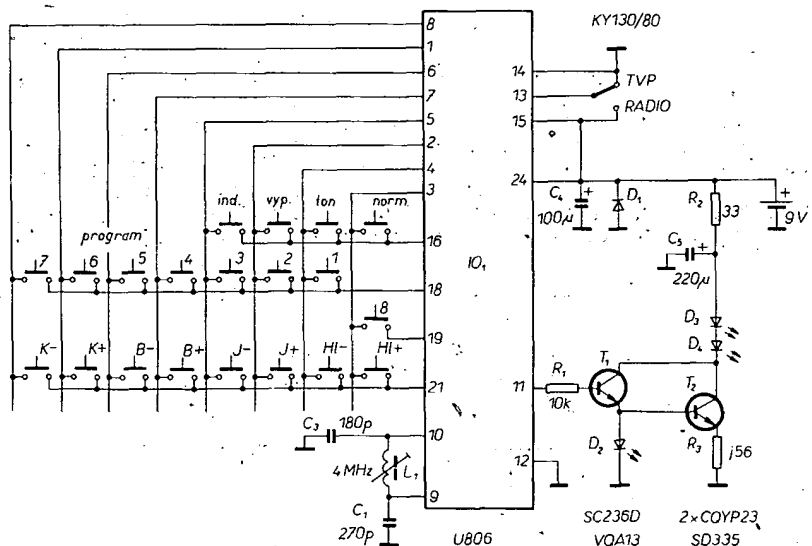 8
1
6
7
5
2
4
3
16
18
19
21
10
9
14
13
15
24
11
12
KY130/80
TVP
RADIO
ind.
vyp.
ton
norm.
program
7
6
5
4
3
2
1
8
K-
K+
B-
B+
J-
J+
Hl-
Hl+
IO₁
C₄
100µ
D₁
R₂
33
9V
C₅
220µ
D₃
D₄
T₁
T₂
R₁
10k
D₂
R₃
j56
C₃
180p
4MHz
L₁
C₁
270p
U806
SC236D
VQA13
2×CQYP23
SD335